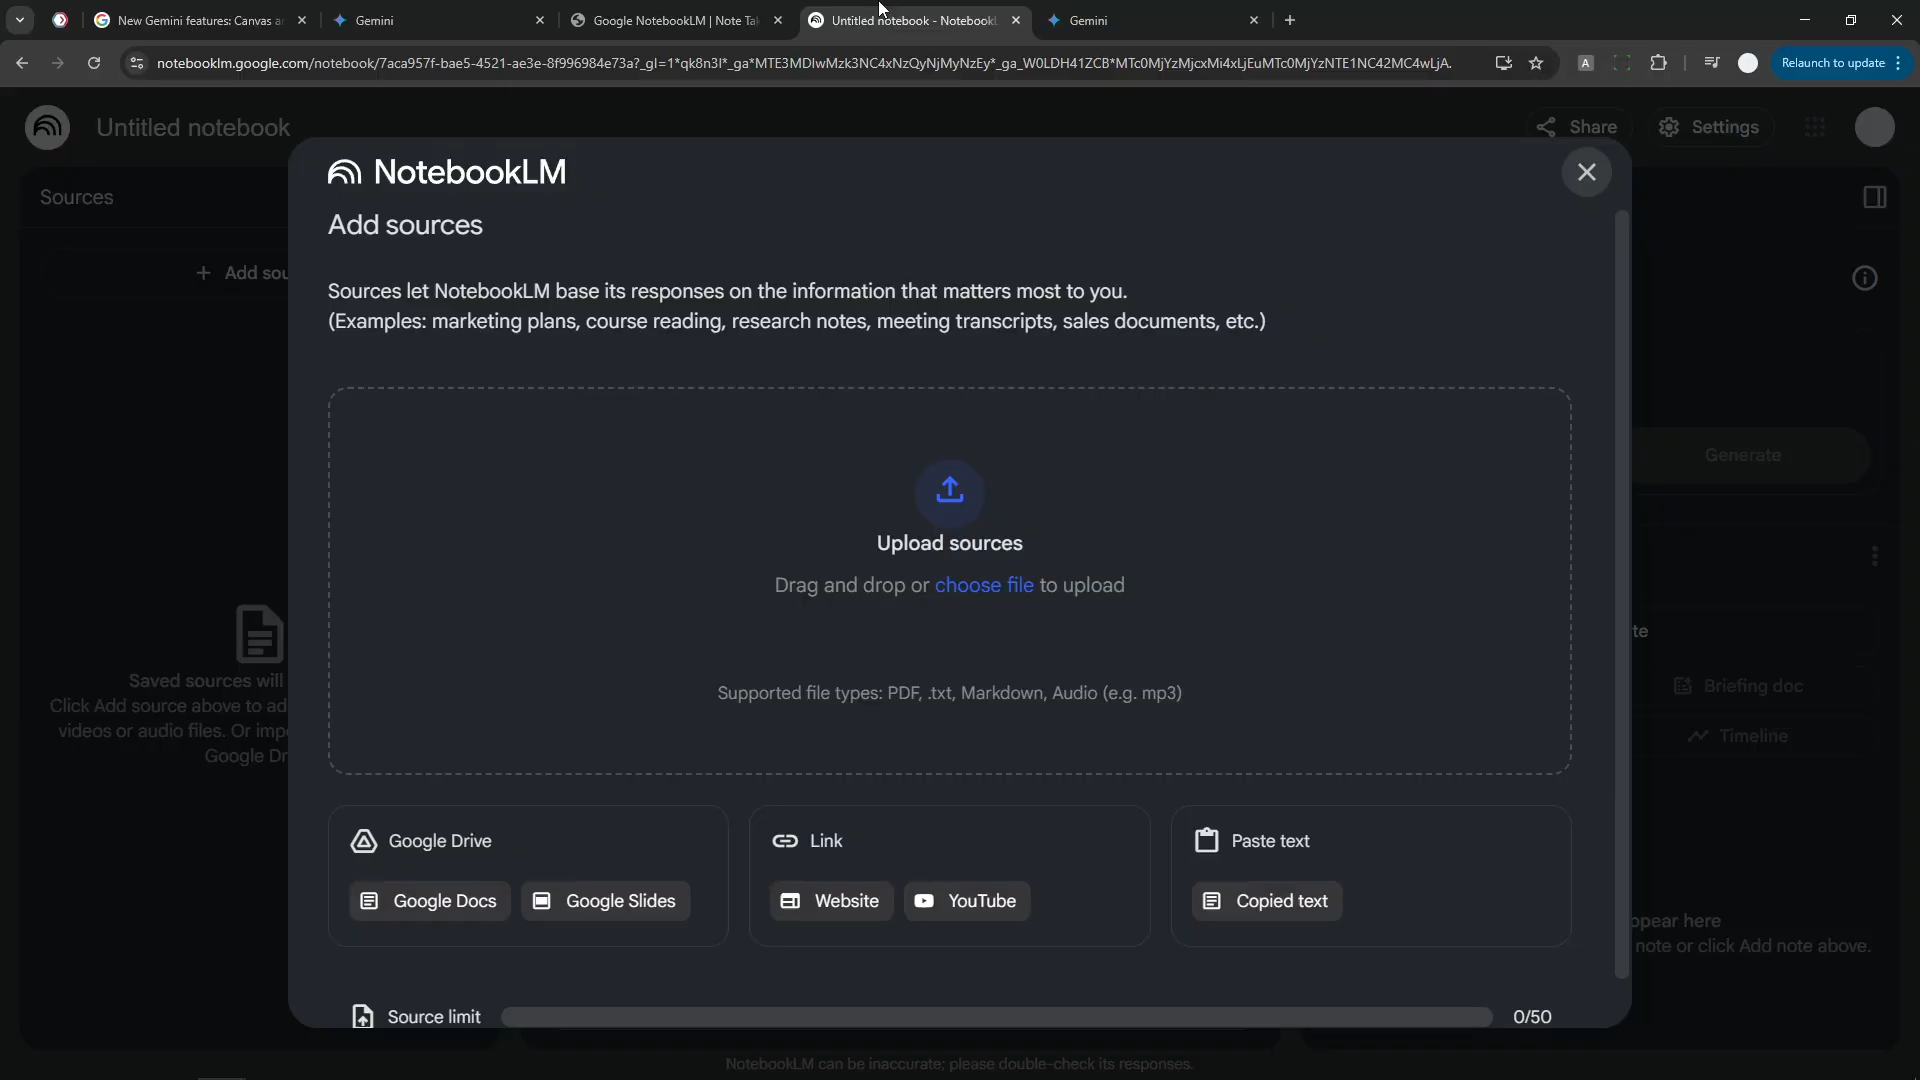 New Gemini features: Canvas a
Gemini
Google NotebookLM | Note Ta
Untitled notebook - Notebook
Gemini
notebooklm.google.com/notebook/7aca957f-bae5-4521-ae3e-8f996984e73a?_gl=1*qk8n3l*_ga*MTE3MDIwMzk3NC4xNzQyNjMyNzEy*_ga_W0LDH41ZCB*MTc0MjYzMjcxMi4xLjEuMTc0MjYzNTE1NC42MC4wLjA.
A
Relaunch to update
Untitled notebook
Share
Settings
NotebookLM
Sources
Add sources
Add sou
Sources let NotebookLM base its responses on the information that matters most to you.
(Examples: marketing plans, course reading, research notes, meeting transcripts, sales documents, etc.)
Generate
Upload sources
Drag and drop or choose file to upload
te
Saved sources will
Click Add source above to ad
videos or audio files. Or imp
Google Dr
Supported file types: PDF, .txt, Markdown, Audio (e.g. mp3)
Briefing doc
Timeline
Google Drive
Link
Paste text
Google Docs
Google Slides
Website
YouTube
Copied text
ppear here
note or click Add note above.
Source limit
0/50
NotebookLM can be inaccurate; please double-check its responses.